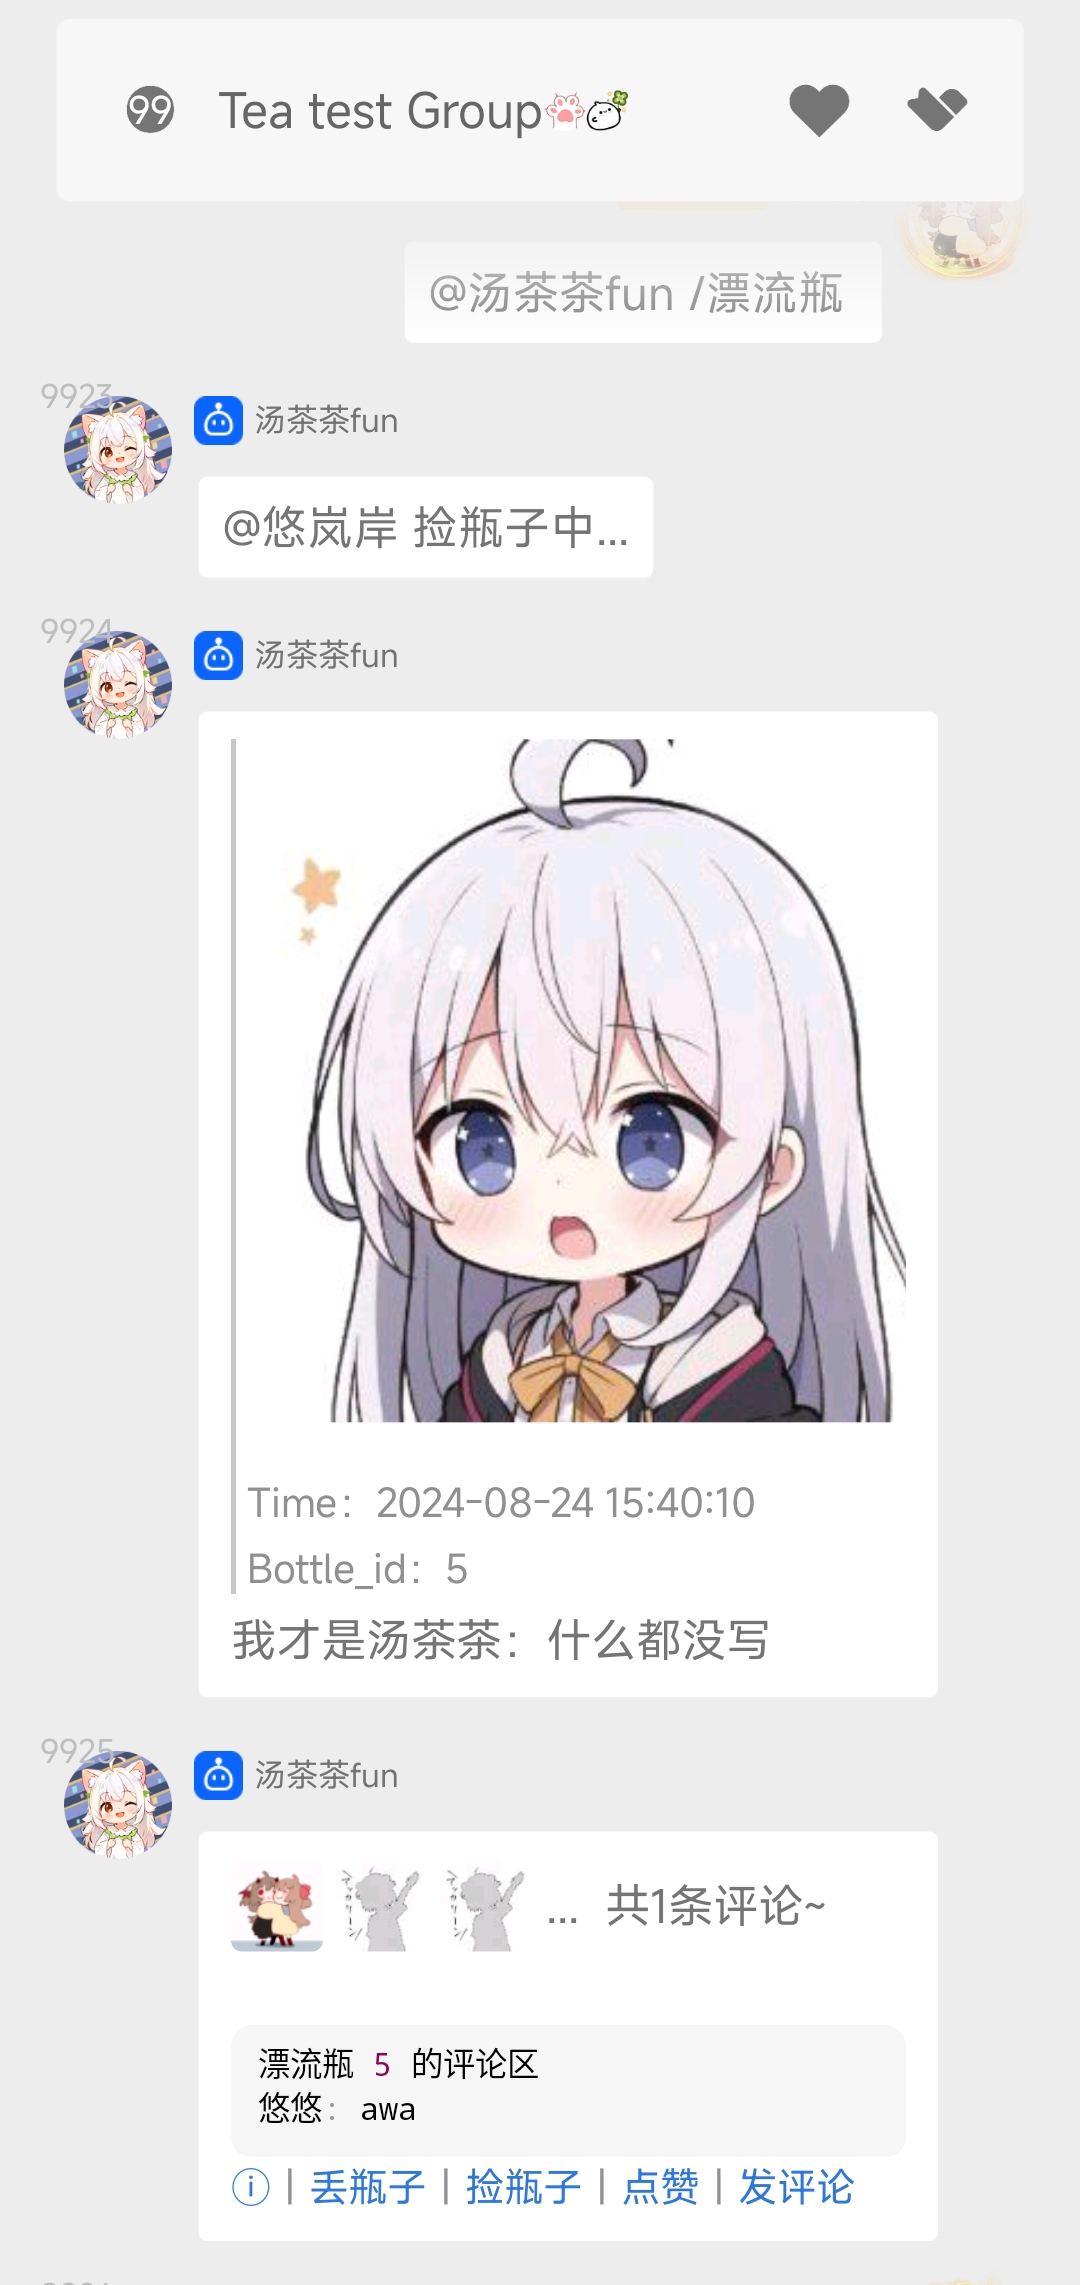 99 Tea test Group
@汤茶茶fun /漂流瓶
9923
汤茶茶fun
@悠岚岸 捡瓶子中...
9924
汤茶茶fun
Time：2024-08-24 15:40:10
Bottle_id：5
我才是汤茶茶：什么都没写
9925
汤茶茶fun
... 共1条评论~
漂流瓶 5 的评论区
悠悠: awa
丢瓶子 | 捡瓶子 | 点赞 | 发评论